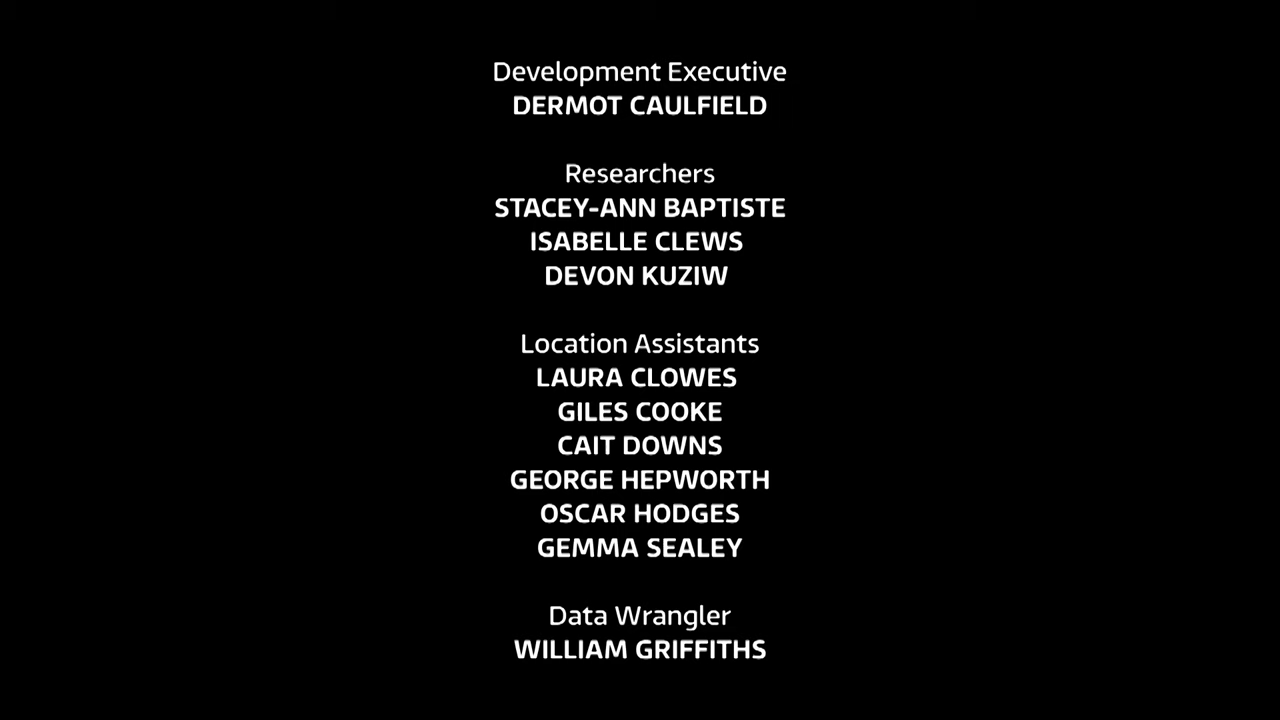 Development Executive
DERMOT CAULFIELD
Researchers
STACEY-ANN BAPTISTE
ISABELLE CLEWS
DEVON KUZIW
Location Assistants
LAURA CLOWES
GILES COOKE
CAIT DOWNS
GEORGE HEPWORTH
OSCAR HODGES
GEMMA SEALEY
Data Wrangler
WILLIAM GRIFFITHS